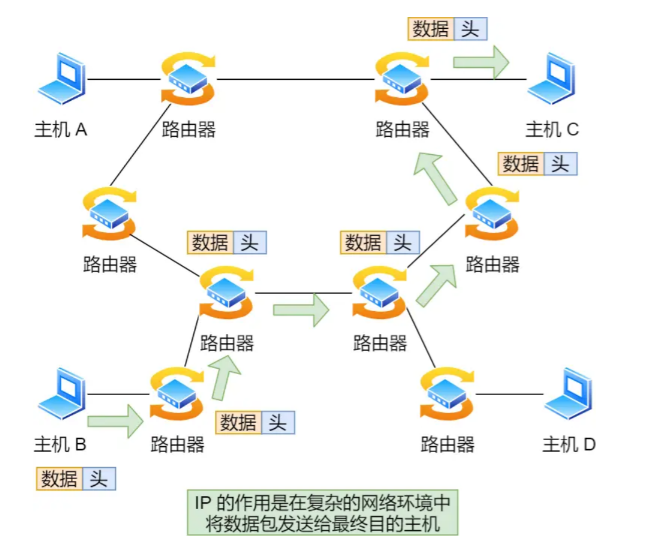 数据 头
主机 A
路由器
路由器
主机 C
数据 头
路由器
数据 头
数据 头
路由器
路由器
路由器
数据 头
主机 B
路由器
路由器
主机 D
数据 头
IP 的作用是在复杂的网络环境中
将数据包发送给最终目的主机